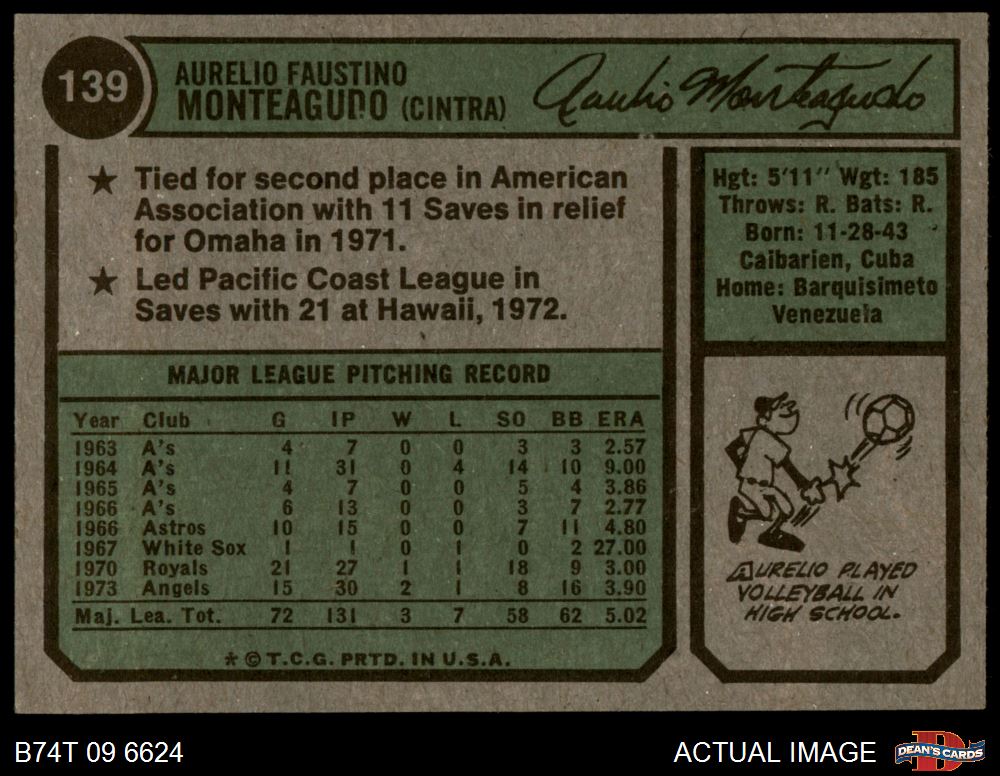 139
AURELIO FAUSTINO
MONTEAGUDO (CINTRA)
Aurelio Monteagudo
★ Tied for second place in American
Association with 11 Saves in relief
for Omaha in 1971.
★ Led Pacific Coast League in
Saves with 21 at Hawaii, 1972.
Hgt: 5'11" Wgt: 185
Throws: R. Bats: R.
Born: 11-28-43
Caibarien, Cuba
Home: Barquisimeto
Venezuela
MAJOR LEAGUE PITCHING RECORD
Year Club G IP W L SO BB ERA
1963 A's 4 7 0 0 3 3 2.57
1964 A's 11 31 0 4 14 10 9.00
1965 A's 4 7 0 0 5 4 3.86
1966 A's 6 13 0 0 3 7 2.77
1966 Astros 10 15 0 0 7 11 4.80
1967 White Sox 1 1 0 1 0 2 27.00
1970 Royals 21 27 1 1 18 9 3.00
1973 Angels 15 30 2 1 8 16 3.90
Maj. Lea. Tot. 72 131 3 7 58 62 5.02
* © T.C.G. PRTD. IN U.S.A.
AURELIO PLAYED
VOLLEYBALL IN
HIGH SCHOOL.
B74T 09 6624
ACTUAL IMAGE
DEAN'S CARDS